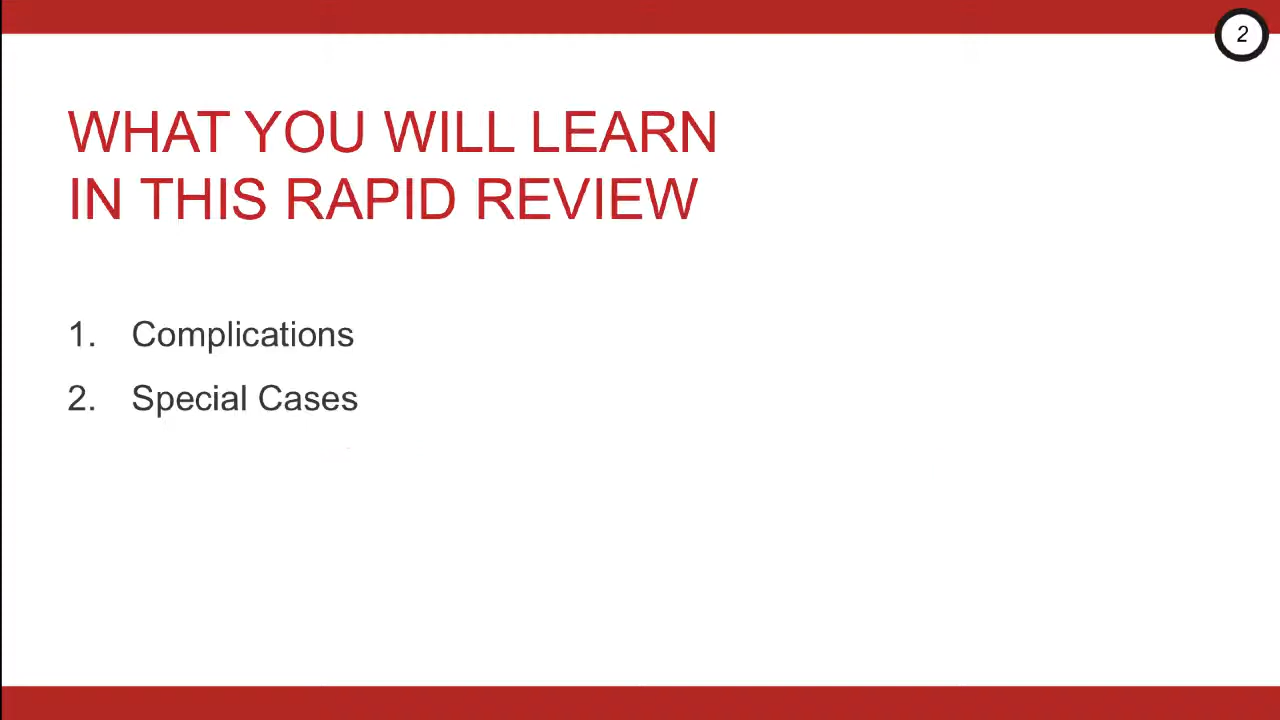 2
WHAT YOU WILL LEARN
IN THIS RAPID REVIEW
1. Complications
2. Special Cases